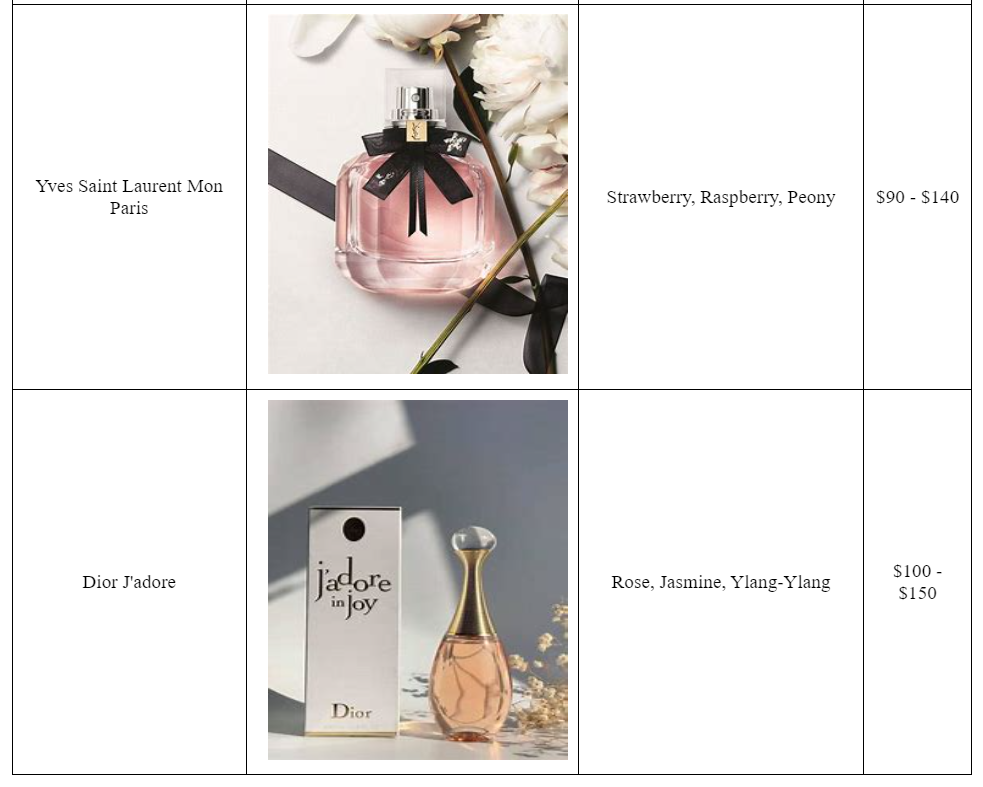 Yves Saint Laurent Mon
Paris
YSL
Strawberry, Raspberry, Peony
$90 - $140
Dior J'adore
j'adore
in joy
Dior
Rose, Jasmine, Ylang-Ylang
$100 -
$150